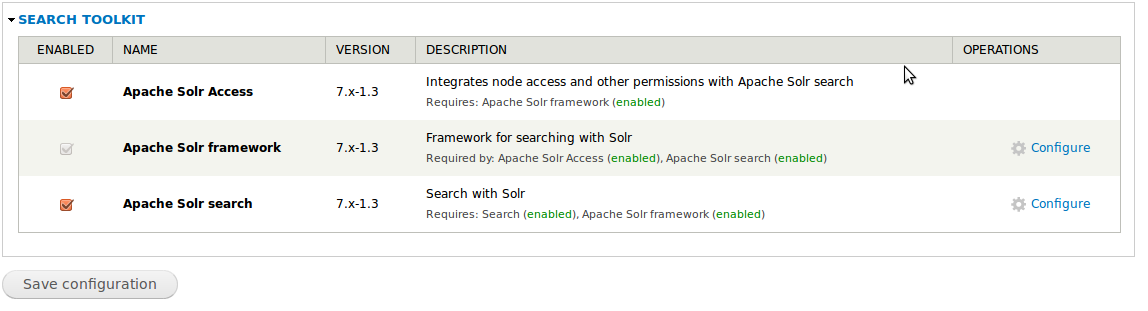 SEARCH TOOLKIT
ENABLED NAME VERSION DESCRIPTION OPERATIONS
Apache Solr Access 7.x-1.3 Integrates node access and other permissions with Apache Solr search
Requires: Apache Solr framework (enabled)
Apache Solr framework 7.x-1.3 Framework for searching with Solr Configure
Required by: Apache Solr Access (enabled), Apache Solr search (enabled)
Apache Solr search 7.x-1.3 Search with Solr Configure
Requires: Search (enabled), Apache Solr framework (enabled)
Save configuration